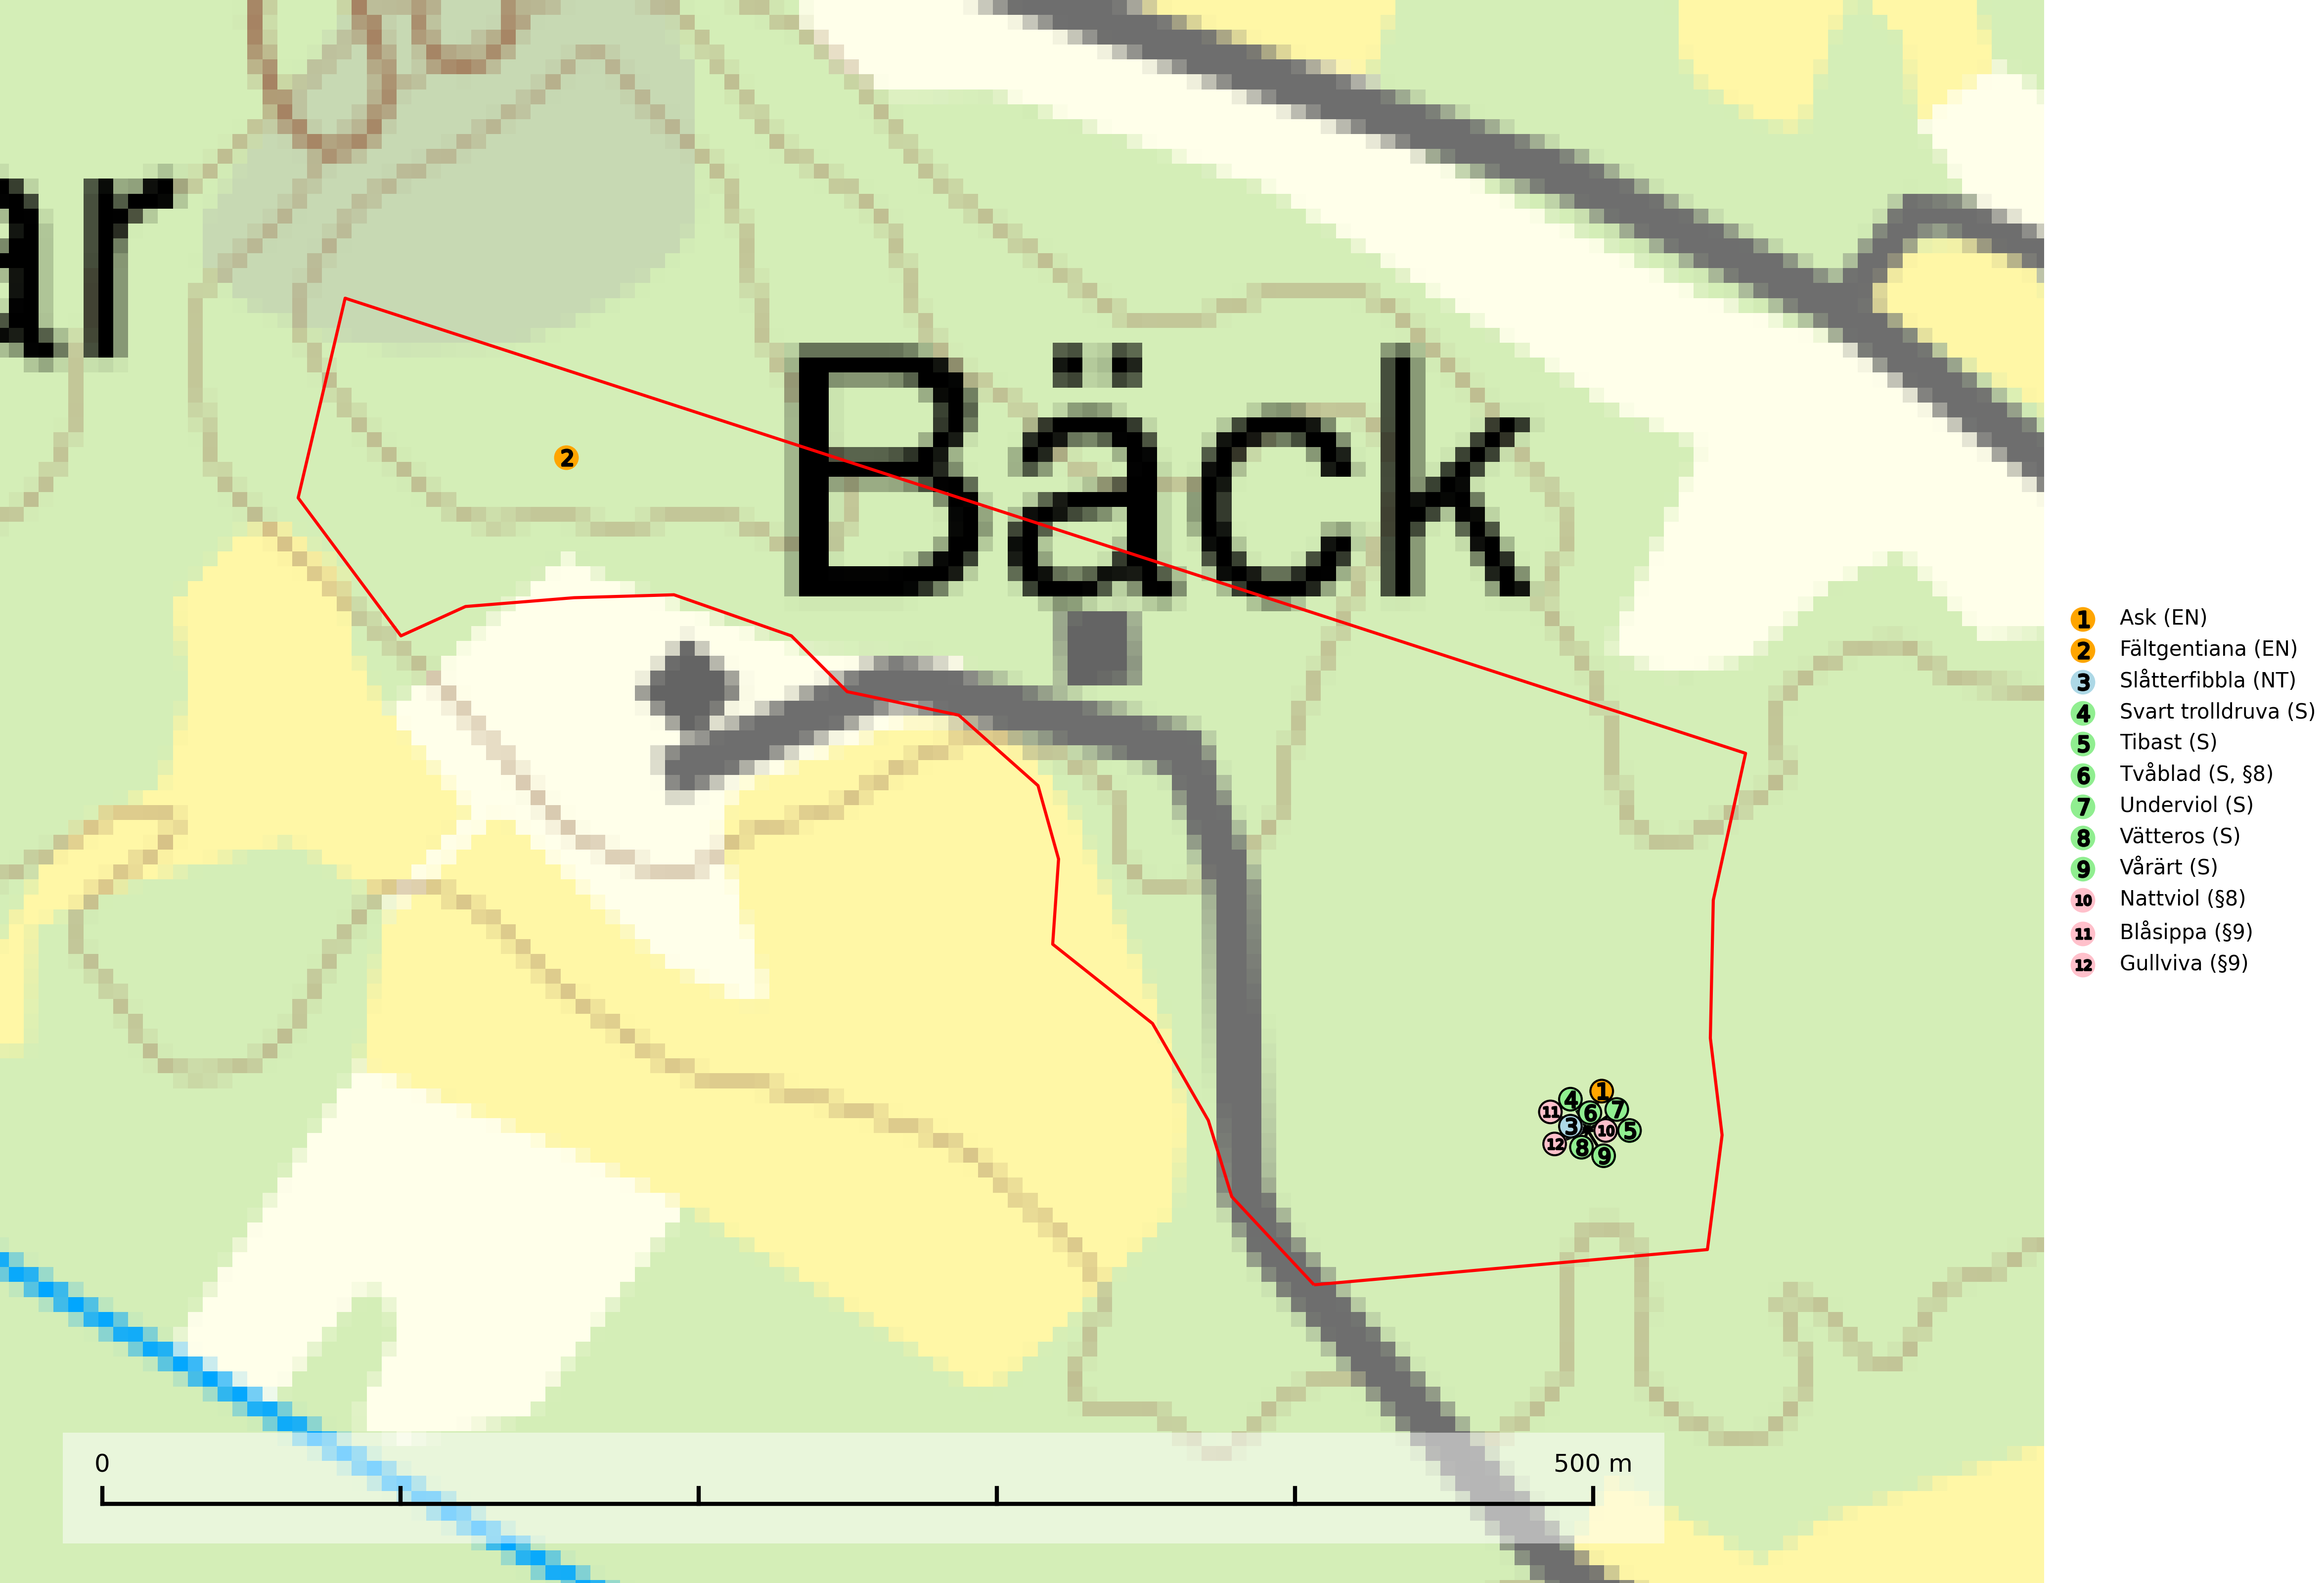 ar
Bäck
2
1
4
7
11
6
3
10
5
12
8
9
0
500 m
1 Ask (EN)
2 Fältgentiana (EN)
3 Slåtterfibbla (NT)
4 Svart trolldruva (S)
5 Tibast (S)
6 Tvåblad (S, §8)
7 Underviol (S)
8 Vätteros (S)
9 Vårärt (S)
10 Nattviol (§8)
11 Blåsippa (§9)
12 Gullviva (§9)